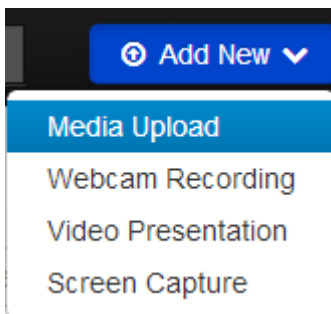 Add New
Media Upload
Webcam Recording
Video Presentation
Screen Capture